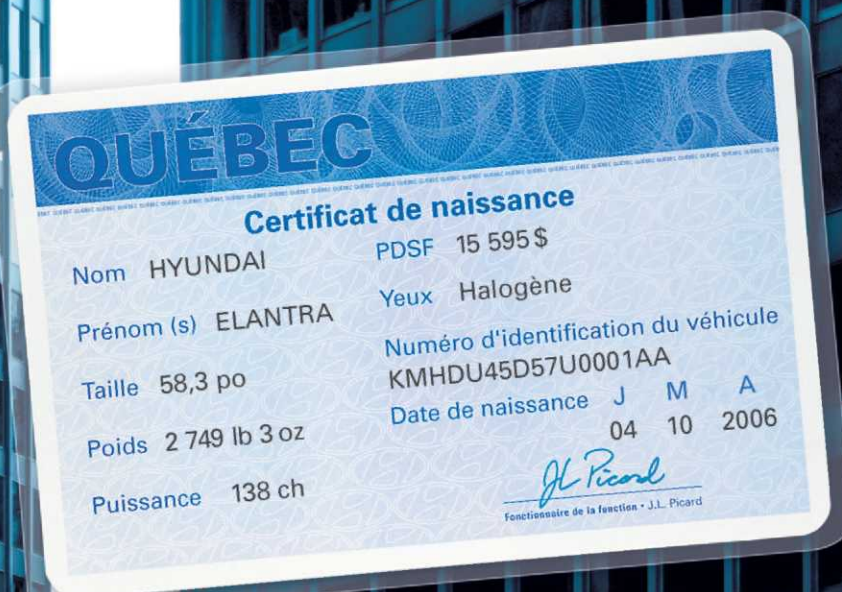 QUÉBEC
Certificat de naissance
Nom HYUNDAI
Prénom (s) ELANTRA
Taille 58,3 po
Poids 2 749 lb 3 oz
Puissance 138 ch
PDSF 15 595 $
Yeux Halogène
Numéro d'identification du véhicule
KMHDU45D57U0001AA
Date de naissance J M A
04 10 2006
JL Picard
Fonctionnaire de la fonction • J.L. Picard